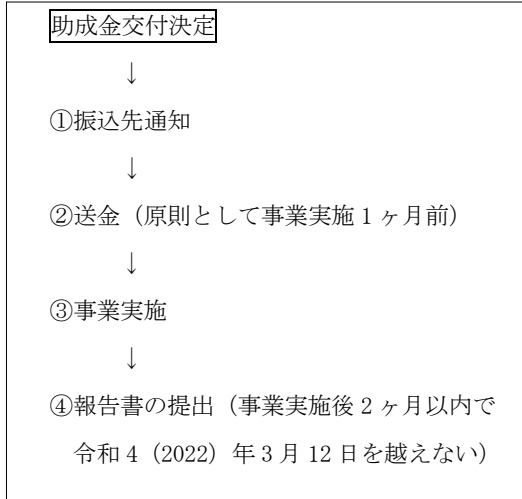 助成金交付決定
↓
①振込先通知
↓
②送金（原則として事業実施１ヶ月前）
↓
③事業実施
↓
④報告書の提出（事業実施後２ヶ月以内で
令和４（2022）年３月 12 日を越えない）